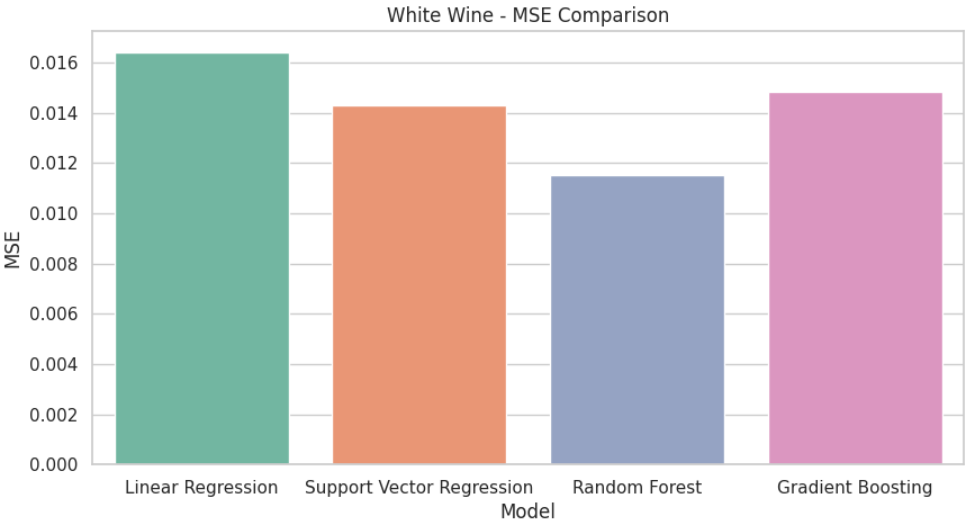 White Wine - MSE Comparison
MSE
0.016
0.014
0.012
0.010
0.008
0.006
0.004
0.002
0.000
Linear Regression
Support Vector Regression
Random Forest
Gradient Boosting
Model